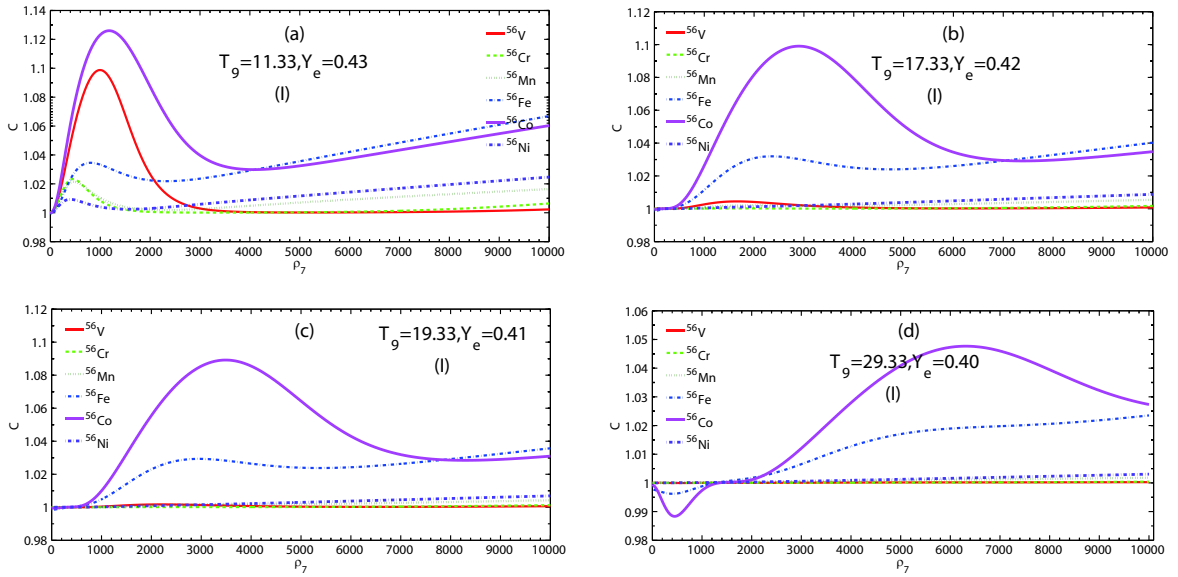 (a)
T₉=11.33,Yₑ=0.43
(I)
⁵⁶V
⁵⁶Cr
⁵⁶Mn
⁵⁶Fe
⁵⁶Co
⁵⁶Ni
1.14
1.12
1.1
1.08
1.06
1.04
1.02
1
0.98
C
0 1000 2000 3000 4000 5000 6000 7000 8000 9000 10000
ρ₇
(b)
T₉=17.33,Yₑ=0.42
(I)
⁵⁶V
⁵⁶Cr
⁵⁶Mn
⁵⁶Fe
⁵⁶Co
⁵⁶Ni
1.12
1.1
1.08
1.06
1.04
1.02
1
0.98
C
0 1000 2000 3000 4000 5000 6000 7000 8000 9000 10000
ρ₇
(c)
T₉=19.33,Yₑ=0.41
(I)
⁵⁶V
⁵⁶Cr
⁵⁶Mn
⁵⁶Fe
⁵⁶Co
⁵⁶Ni
1.12
1.1
1.08
1.06
1.04
1.02
1
0.98
C
0 1000 2000 3000 4000 5000 6000 7000 8000 9000 10000
ρ₇
(d)
T₉=29.33,Yₑ=0.40
(I)
⁵⁶V
⁵⁶Cr
⁵⁶Mn
⁵⁶Fe
⁵⁶Co
⁵⁶Ni
1.06
1.05
1.04
1.03
1.02
1
0.99
0.98
C
0 1000 2000 3000 4000 5000 6000 7000 8000 9000 10000
ρ₇